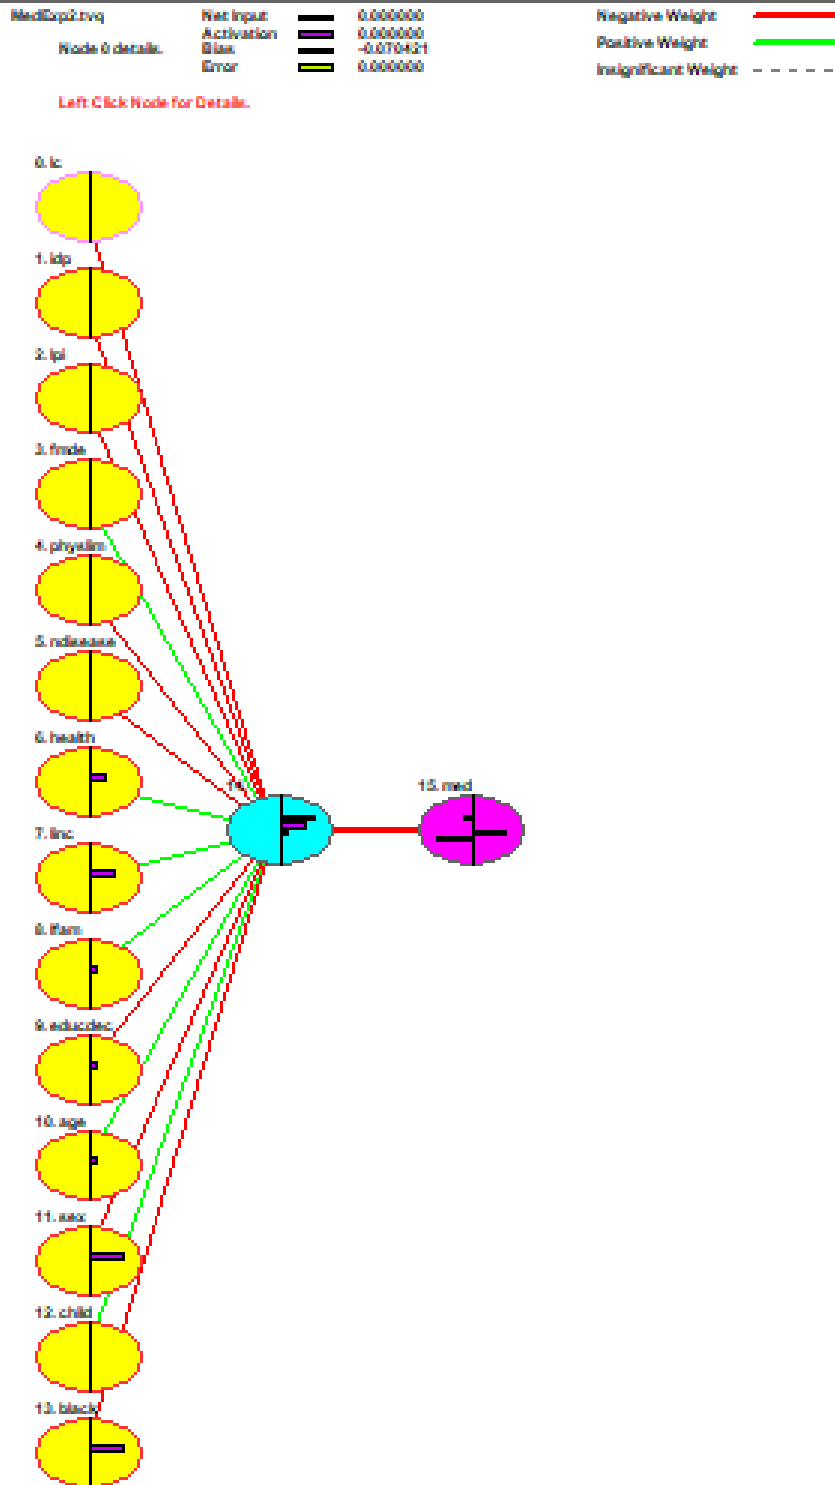 MedExp2.tvq
Node 0 details.
Net Input 0.000000
Activation 0.000000
Bias -0.070421
Error 0.000000
Negative Weight
Positive Weight
Insignificant Weight
Left Click Node for Details.
0. lc
1. idp
2. lpi
3. fmde
4. physlim
5. ndisease
6. health
7. linc
8. lfam
9. educdec
10. age
11. sex
12. child
13. black
14.
15. med